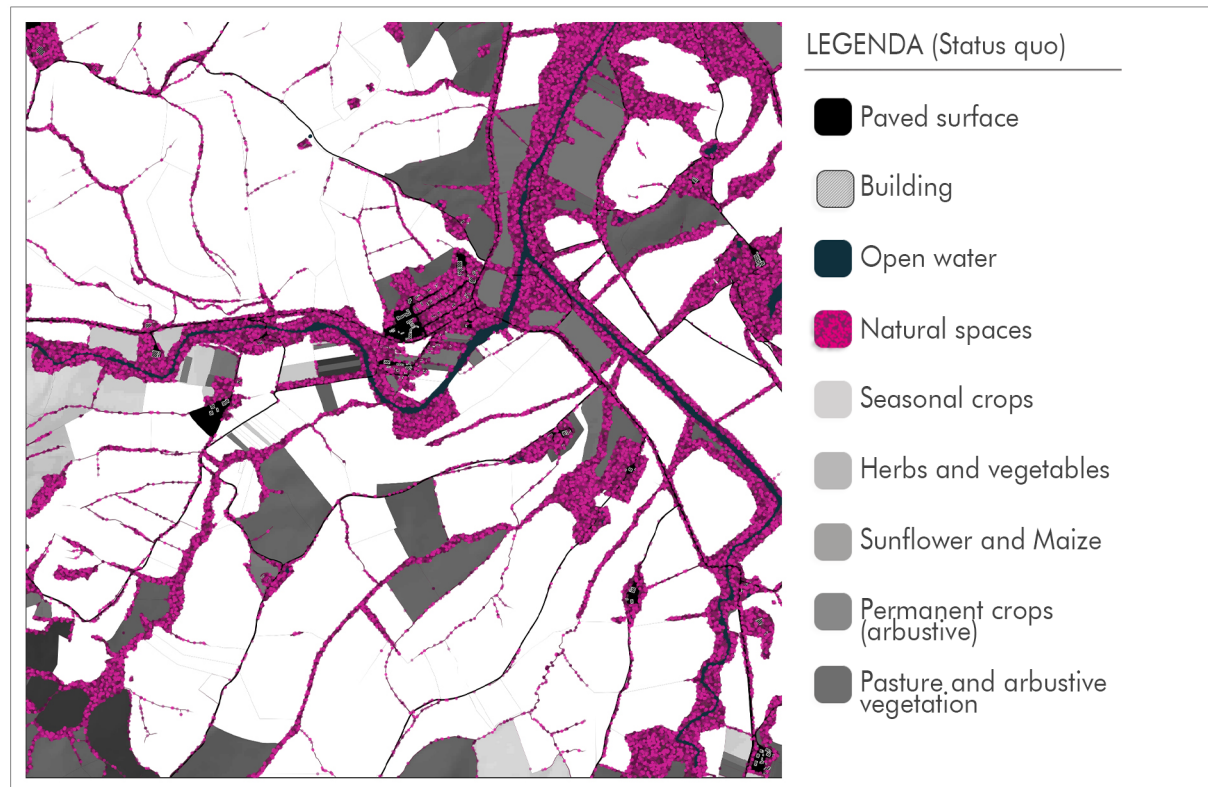 LEGENDA (Status quo)
Paved surface
Building
Open water
Natural spaces
Seasonal crops
Herbs and vegetables
Sunflower and Maize
Permanent crops
(arbustive)
Pasture and arbustive
vegetation